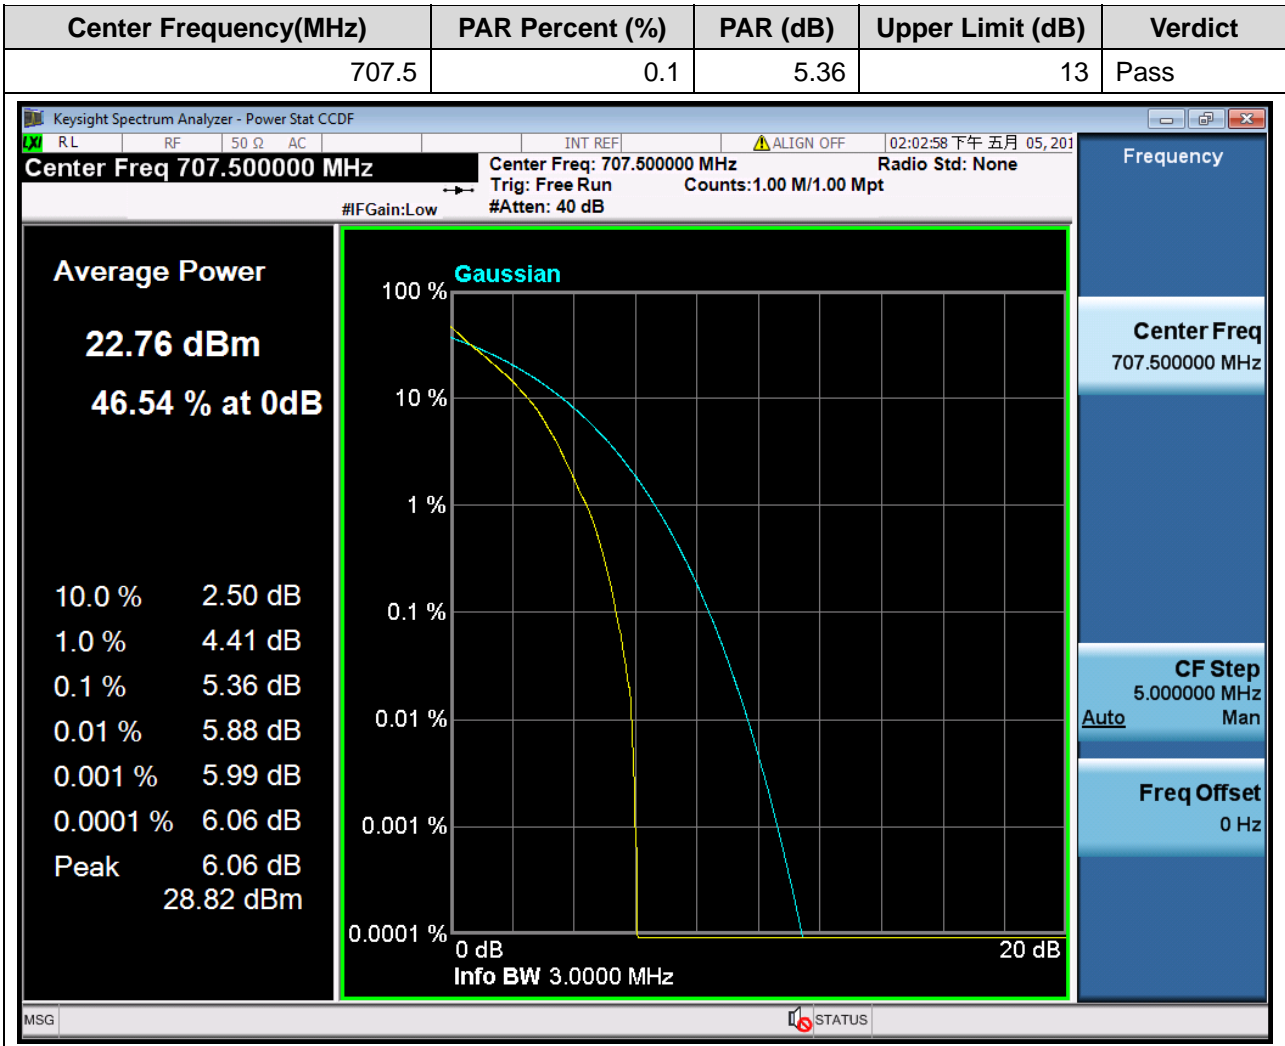 Center Frequency(MHz) PAR Percent (%) PAR (dB) Upper Limit (dB) Verdict
707.5 0.1 5.36 13 Pass
Keysight Spectrum Analyzer - Power Stat CCDF
LXI RL RF 50 Ω AC INT REF ALIGN OFF 02:02:58 下午 五月 05, 201
Center Freq 707.500000 MHz
Center Freq: 707.500000 MHz Radio Std: None
Trig: Free Run Counts:1.00 M/1.00 Mpt
#IFGain:Low #Atten: 40 dB
Average Power
22.76 dBm
46.54 % at 0dB
10.0 % 2.50 dB
1.0 % 4.41 dB
0.1 % 5.36 dB
0.01 % 5.88 dB
0.001 % 5.99 dB
0.0001 % 6.06 dB
Peak 6.06 dB
28.82 dBm
Gaussian
100 %
10 %
1 %
0.1 %
0.01 %
0.001 %
0.0001 %
0 dB 20 dB
Info BW 3.0000 MHz
Frequency
Center Freq
707.500000 MHz
CF Step
5.000000 MHz
Auto Man
Freq Offset
0 Hz
MSG STATUS